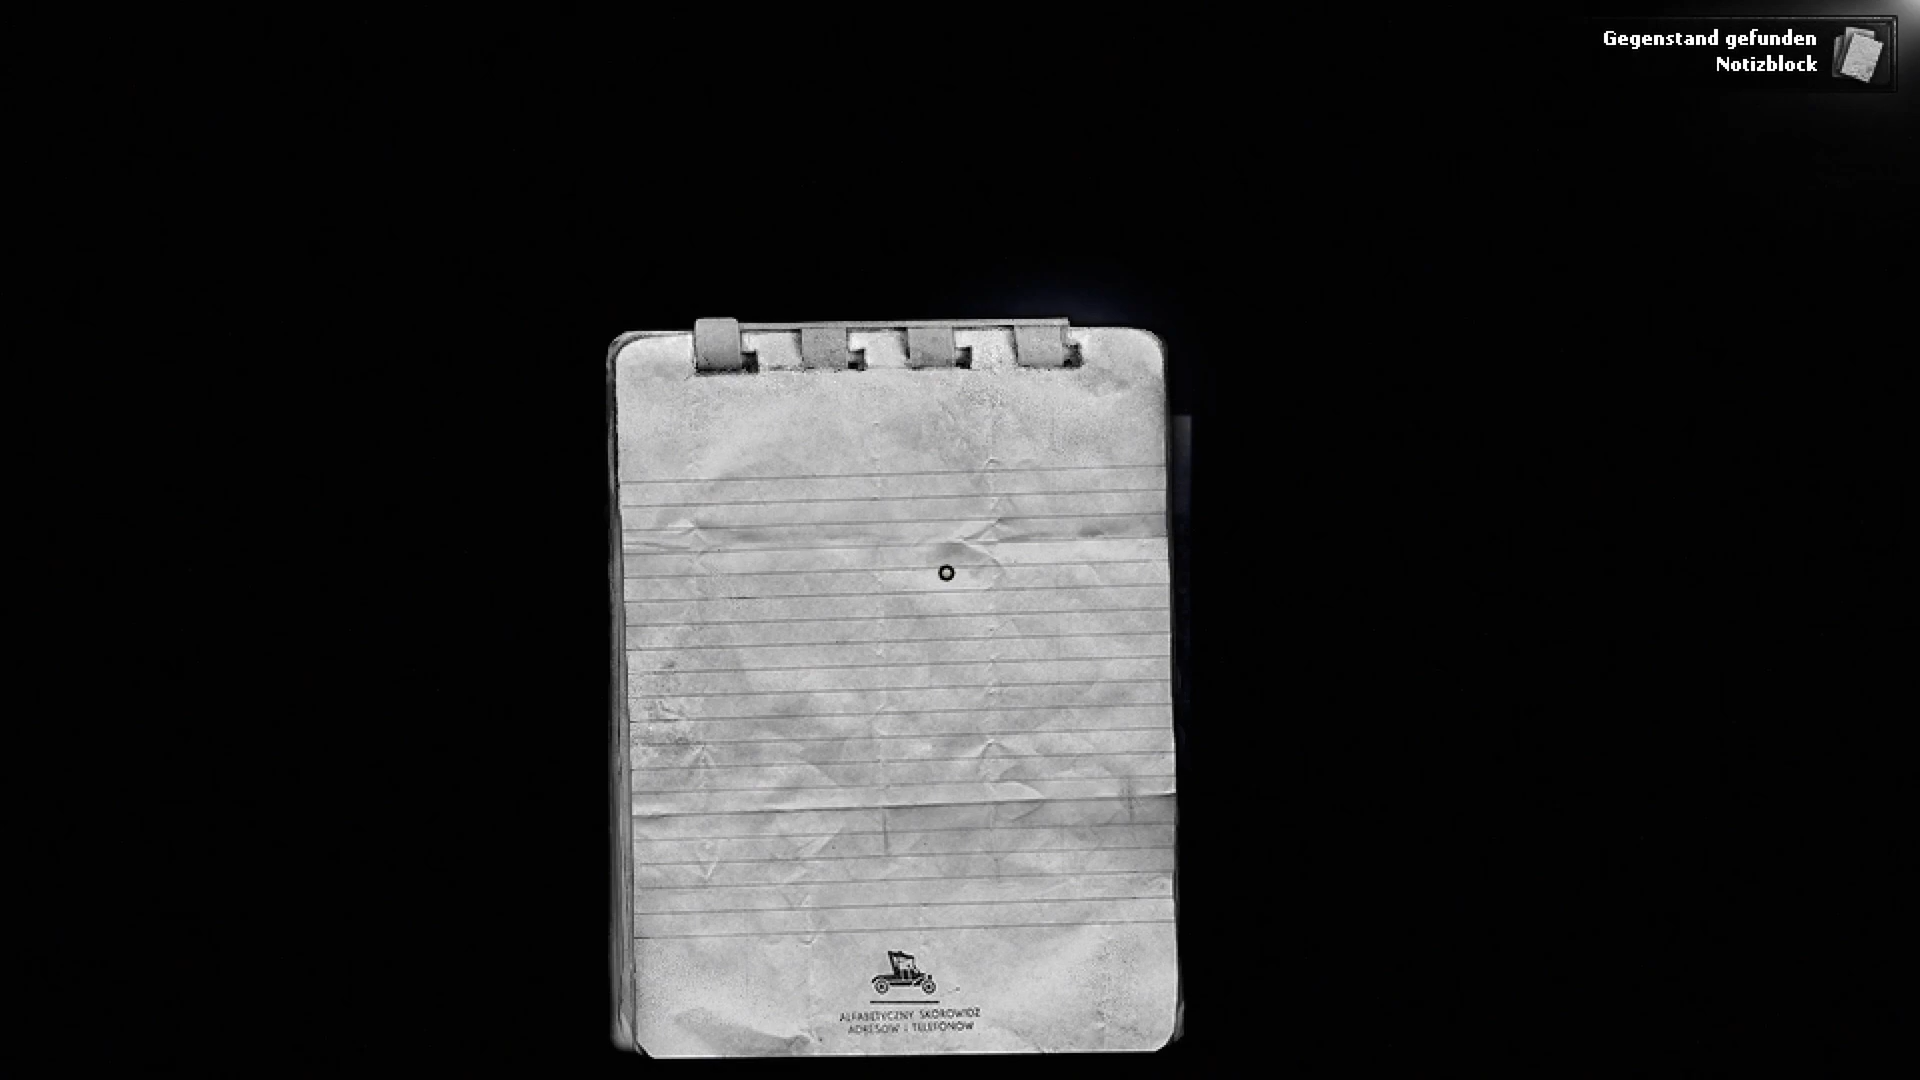 Gegenstand gefunden
Notizblock
ALFABETYCZNY SKOROWIDZ
ADRESÓW I TELEFONÓW